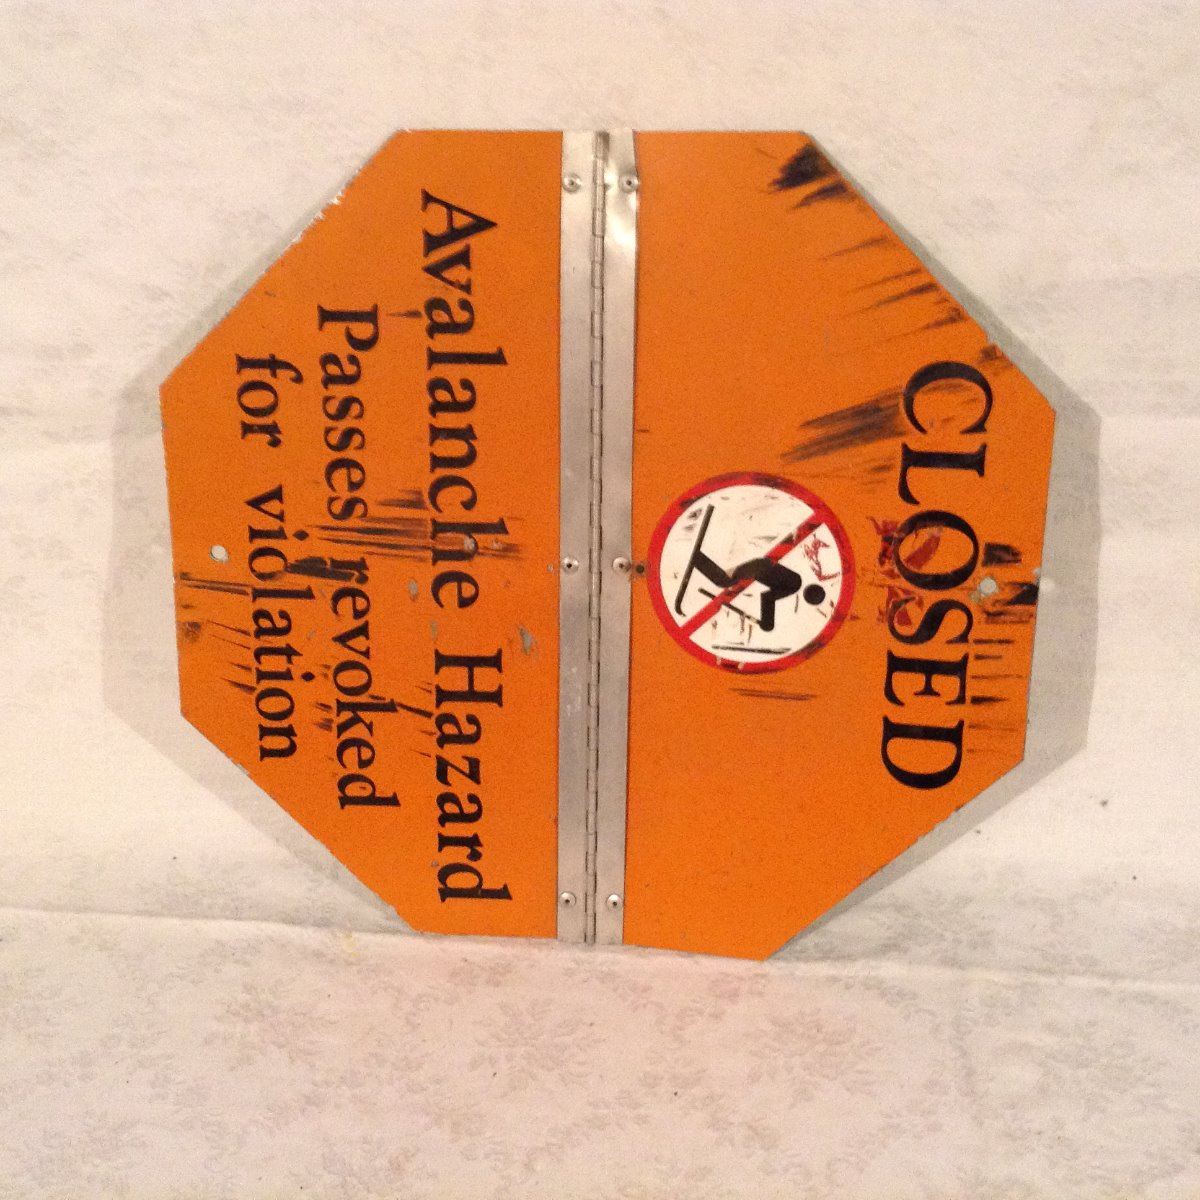 CLOSED
Avalanche Hazard
Passes revoked
for violation